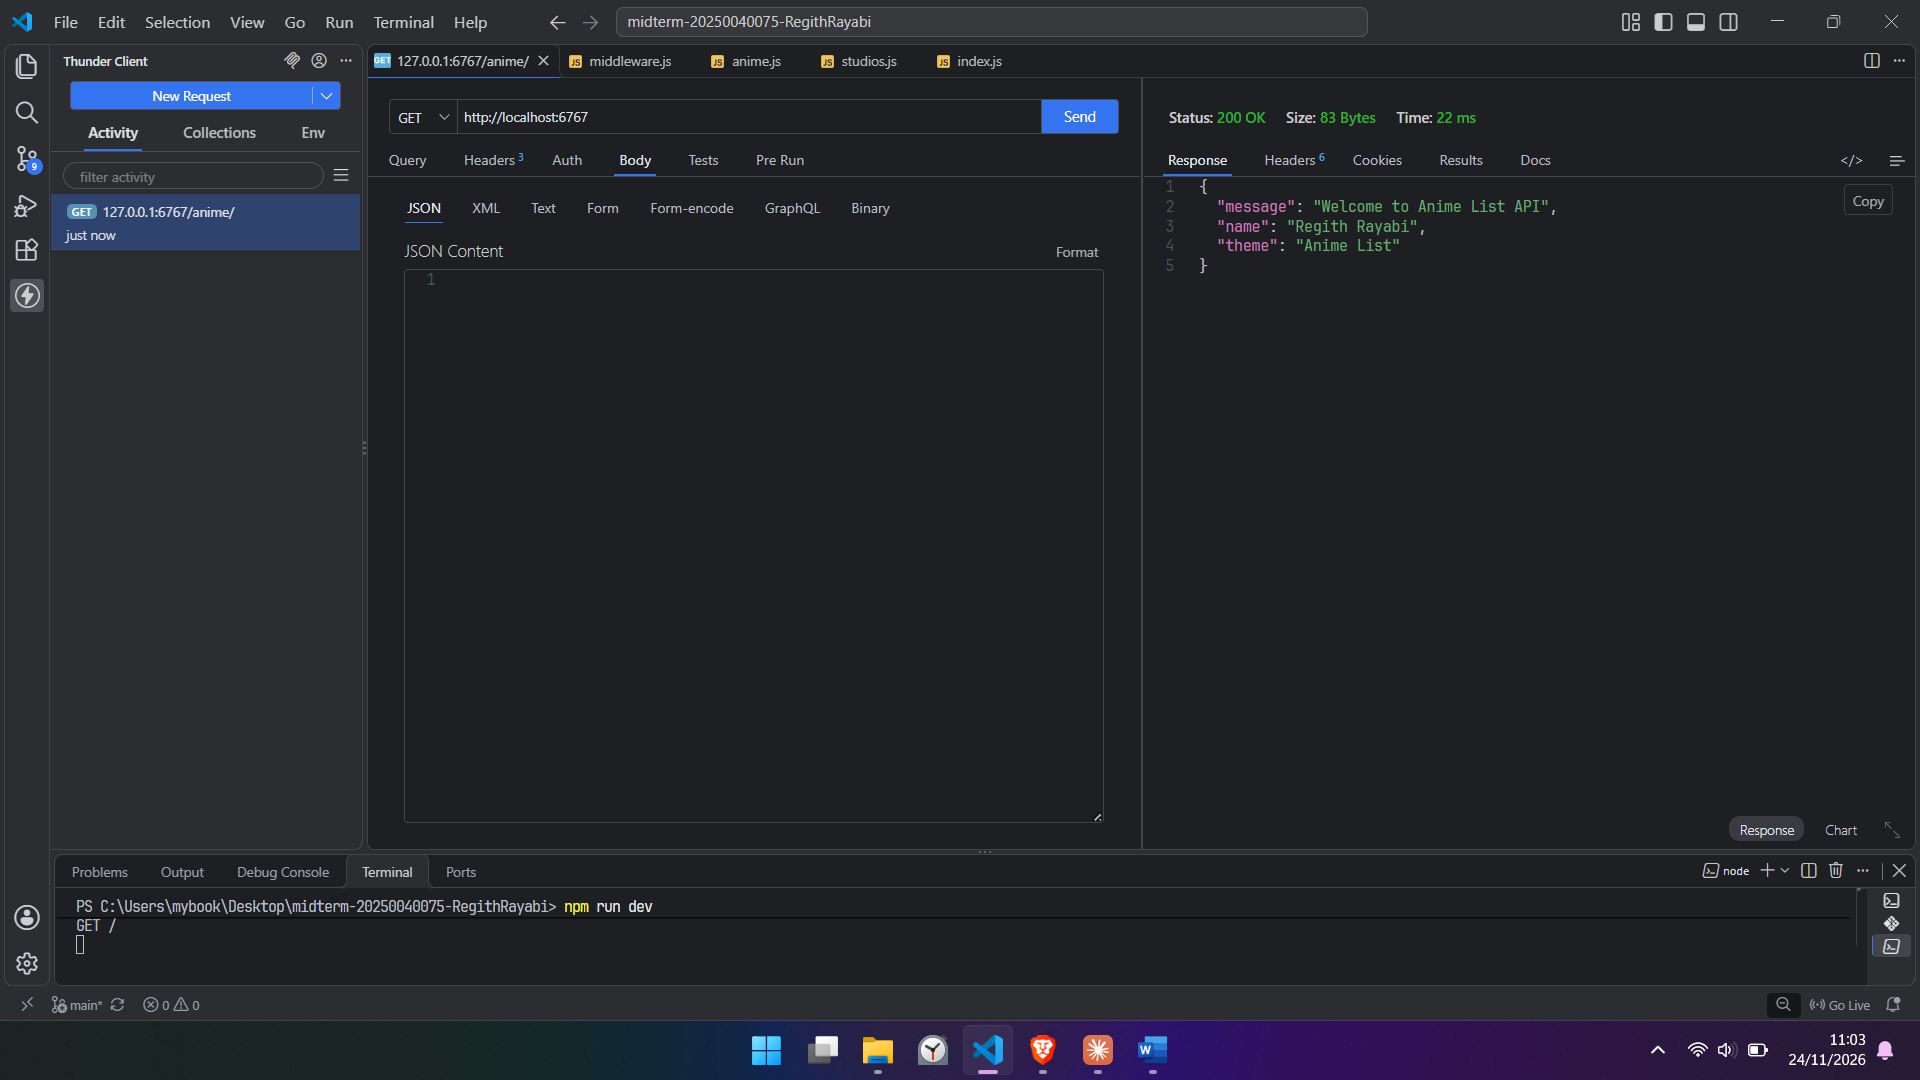 File Edit Selection View Go Run Terminal Help
midterm-20250040075-RegithRayabi
Thunder Client
New Request
Activity Collections Env
filter activity
GET 127.0.0.1:6767/anime/
just now
9
GET 127.0.0.1:6767/anime/
JS middleware.js
JS anime.js
JS studios.js
JS index.js
GET http://localhost:6767 Send
Query Headers 3 Auth Body Tests Pre Run
JSON XML Text Form Form-encode GraphQL Binary
JSON Content Format
1
Status: 200 OK Size: 83 Bytes Time: 22 ms
Response Headers 6 Cookies Results Docs </>
Copy
1 {
2 "message": "Welcome to Anime List API",
3 "name": "Regith Rayabi",
4 "theme": "Anime List"
5 }
Response Chart
Problems Output Debug Console Terminal Ports
node
PS C:\Users\mybook\Desktop\midterm-20250040075-RegithRayabi> npm run dev
GET /
main* 0 0
Go Live
W
11:03
24/11/2026